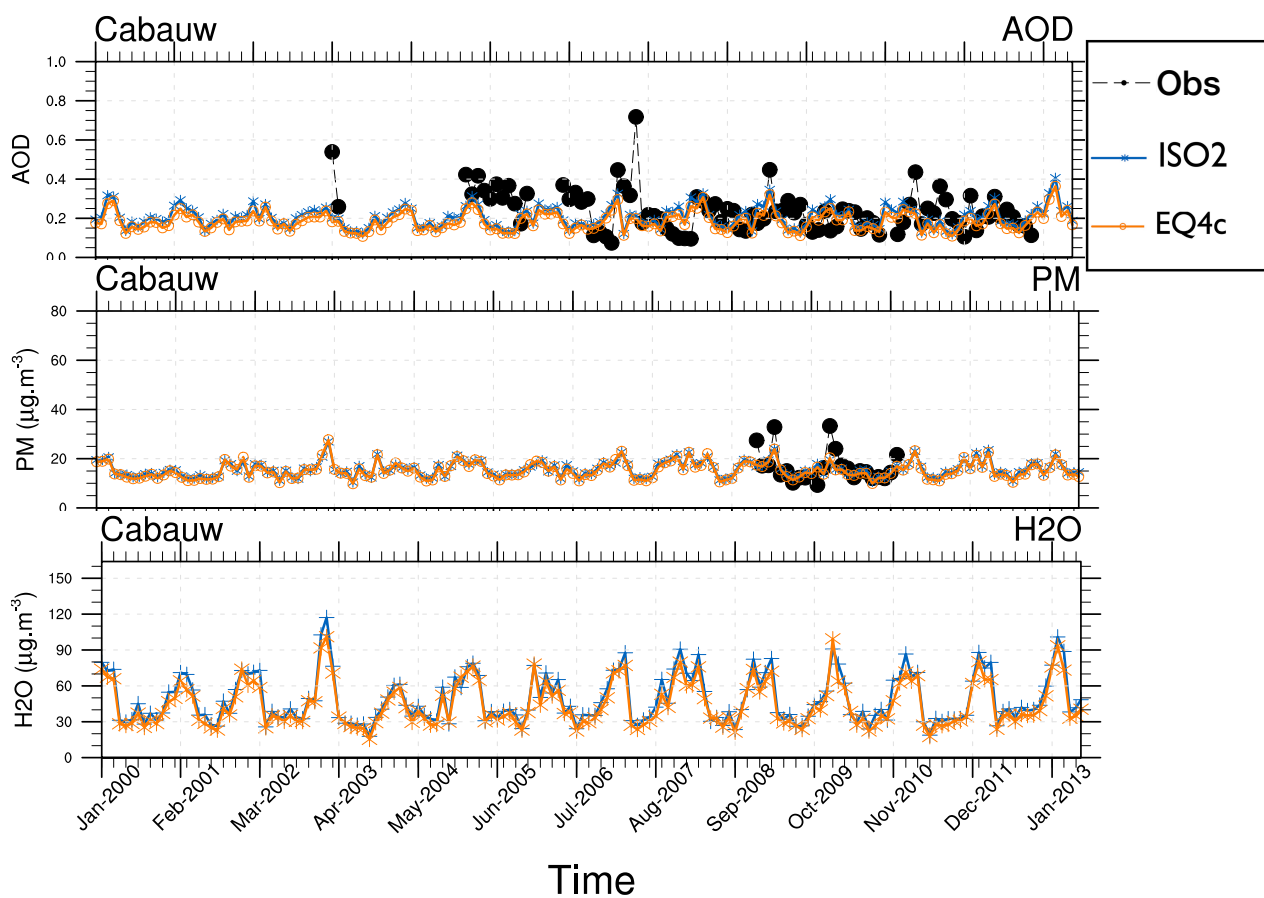 Cabauw AOD
1.0
0.8
0.6
0.4
0.2
0.0
AOD
Obs
ISO2
EQ4c
Cabauw PM
80
60
40
20
0
PM (µg.m-3)
Cabauw H2O
150
120
90
60
30
0
H2O (µg.m-3)
Jan-2000 Feb-2001 Mar-2002 Apr-2003 May-2004 Jun-2005 Jul-2006 Aug-2007 Sep-2008 Oct-2009 Nov-2010 Dec-2011 Jan-2013
Time